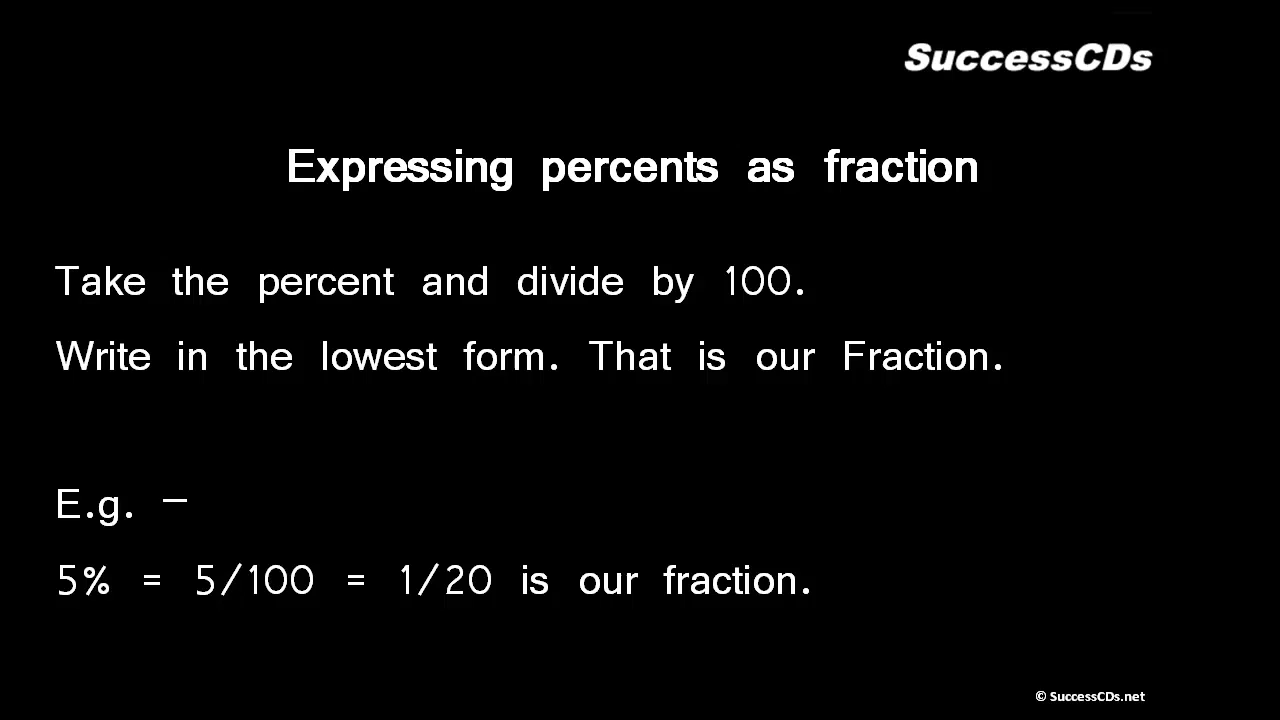 SuccessCDs
Expressing percents as fraction
Take the percent and divide by 100.
Write in the lowest form. That is our Fraction.
E.g. –
5% = 5/100 = 1/20 is our fraction.
© SuccessCDs.net